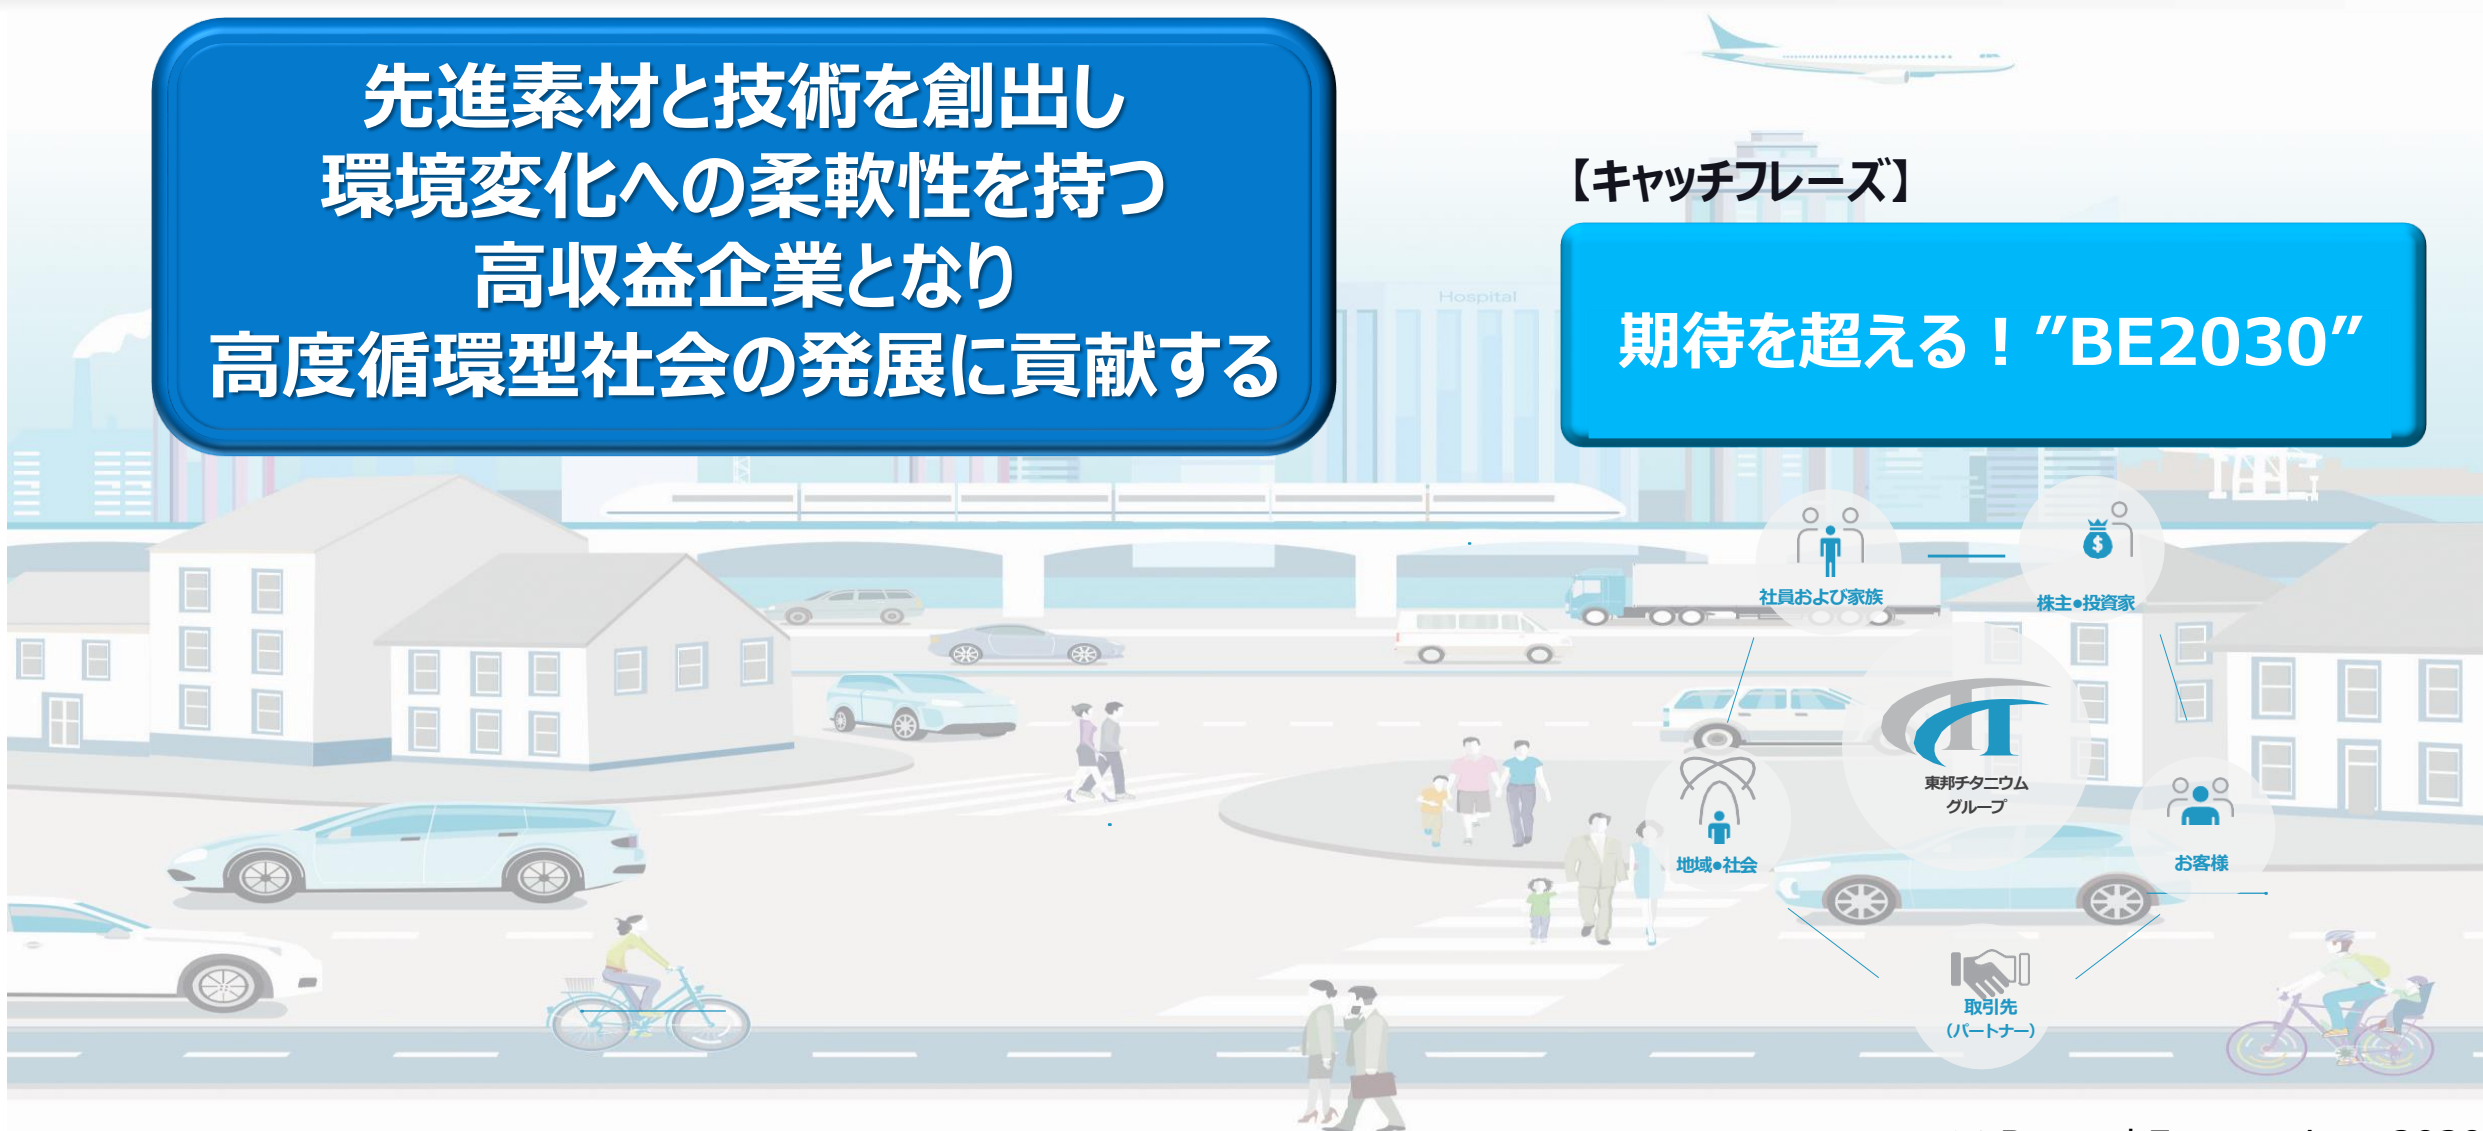 先進素材と技術を創出し
環境変化への柔軟性を持つ
高収益企業となり
高度循環型社会の発展に貢献する
【キャッチフレーズ】
期待を超える！”BE2030”
Hospital
社員および家族
株主•投資家
東邦チタニウム
グループ
地域•社会
お客様
取引先
(パートナー)